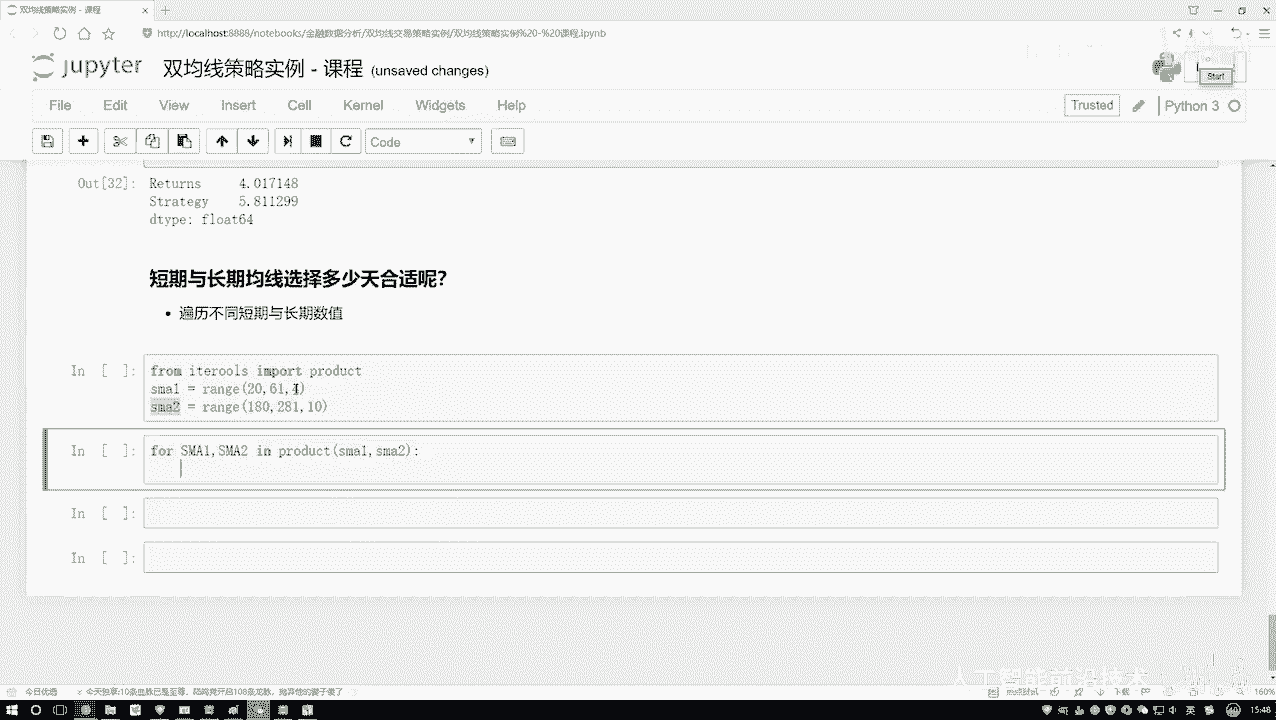 双均线策略实例 - 课程
http://localhost:8888/notebooks/金融数据分析/双均线交易策略实例/双均线策略实例%20-%20课程.ipynb
jupyter 双均线策略实例 - 课程 (unsaved changes)
Start
File Edit View Insert Cell Kernel Widgets Help
Trusted Python 3
Code
Out[32]: Returns 4.017148
Strategy 5.811299
dtype: float64
短期与长期均线选择多少天合适呢?
• 遍历不同短期与长期数值
In [ ]: from iterools import product
sma1 = range(20,61,4)
sma2 = range(180,281,10)
In [ ]: for SMA1,SMA2 in product(sma1,sma2):
In [ ]:
In [ ]:
人工智能前沿技术
今日优选
下载
160%
英
15:48